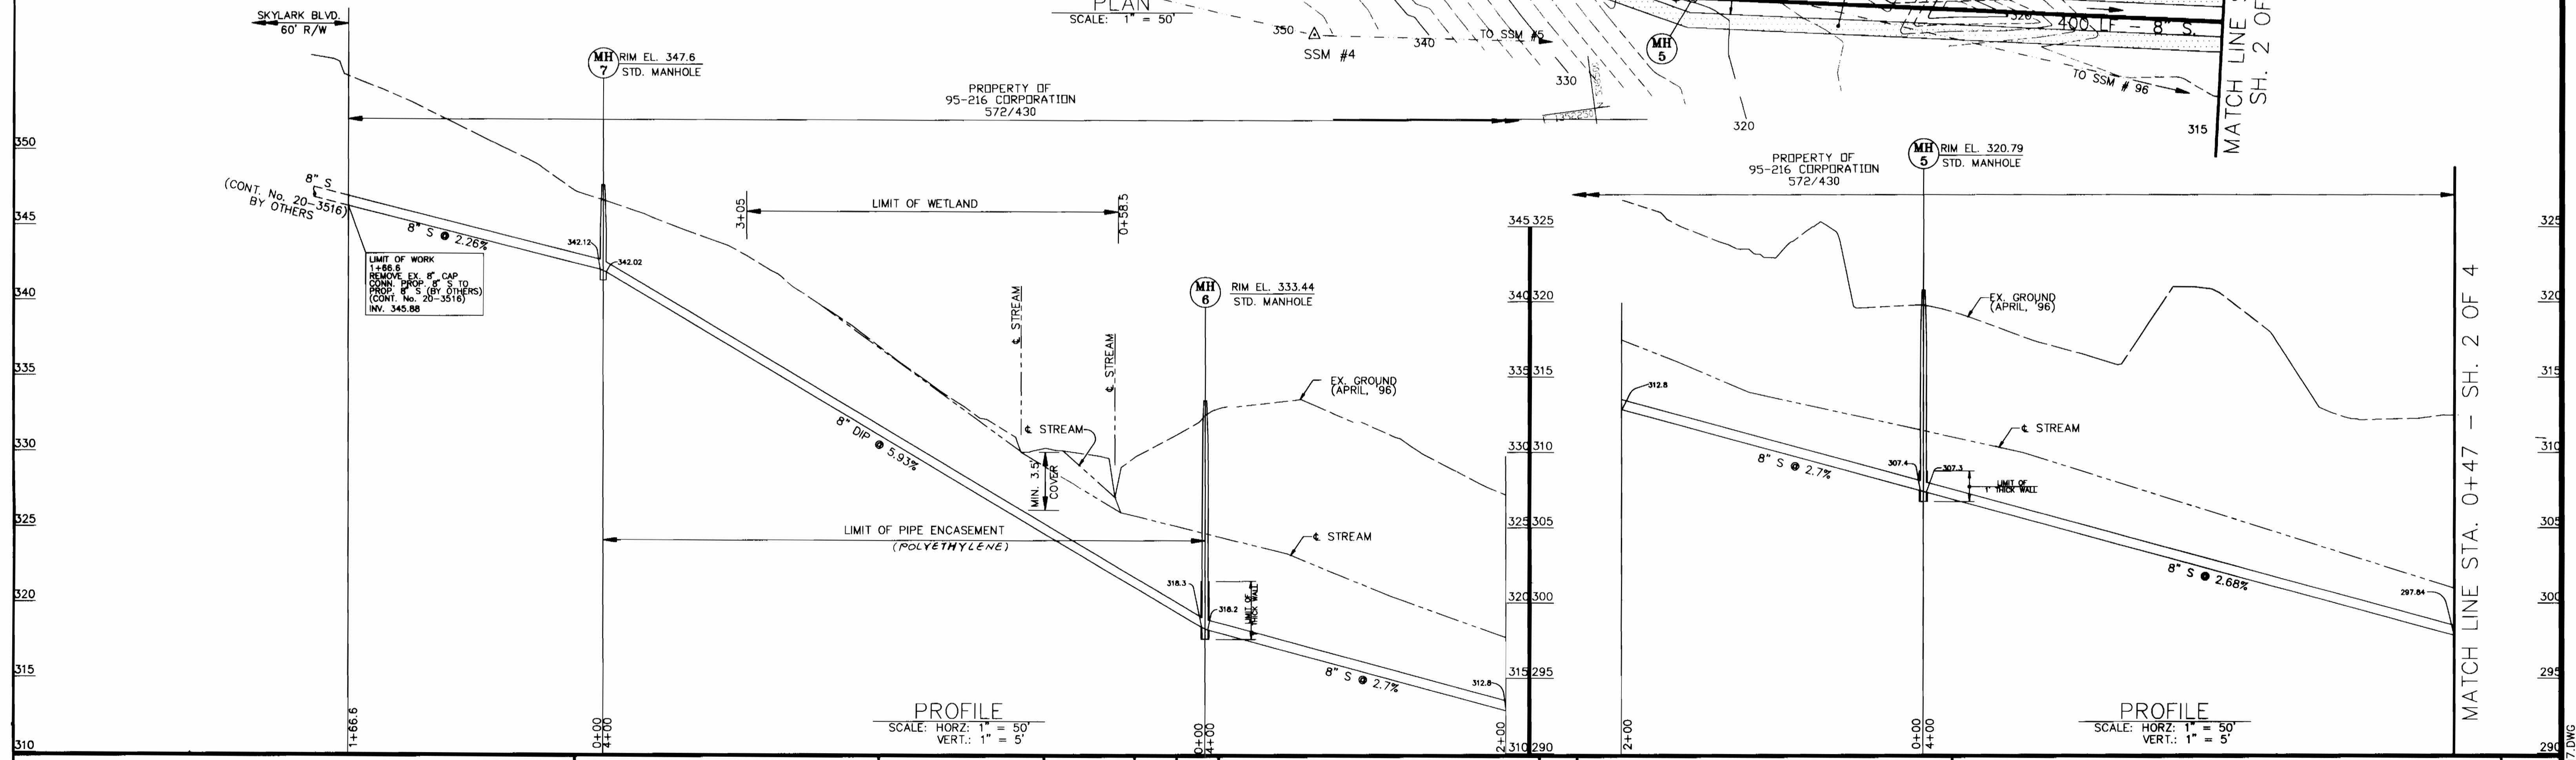 SKYLARK BLVD.
60' R/W
PLAN
SCALE: 1" = 50'
350
SSM #4
340
TO SSM #5
330
320
MH
5
320
400 LF - 8" S.
TO SSM # 96
315
MATCH LINE
SH. 2 OF
MH
7
RIM EL. 347.6
STD. MANHOLE
PROPERTY OF
95-216 CORPORATION
572/430
350
345
340
335
330
325
320
315
310
8" S
(CONT. No. 20-3516)
BY OTHERS
8" S @ 2.26%
LIMIT OF WORK
1+66.6
REMOVE EX. 8" CAP
CONN. PROP. 8" S TO
PROP. 8" S (BY OTHERS)
(CONT. No. 20-3516)
INV. 345.88
342.12
342.02
3+05
LIMIT OF WETLAND
0+58.5
℄ STREAM
℄ STREAM
MH
6
RIM EL. 333.44
STD. MANHOLE
EX. GROUND
(APRIL, '96)
℄ STREAM
MIN. 3.5'
COVER
8" DIP @ 5.93%
LIMIT OF PIPE ENCASEMENT
(POLYETHYLENE)
℄ STREAM
318.3
318.2
LIMIT OF
THICK WALL
8" S @ 2.7%
312.8
1+66.6
0+00
4+00
0+00
4+00
2+00
PROFILE
SCALE: HORZ: 1" = 50'
VERT.: 1" = 5'
345 325
340 320
335 315
330 310
325 305
320 300
315 295
310 290
PROPERTY OF
95-216 CORPORATION
572/430
MH
5
RIM EL. 320.79
STD. MANHOLE
EX. GROUND
(APRIL, '96)
312.8
℄ STREAM
8" S @ 2.7%
307.4
307.3
LIMIT OF
1' THICK WALL
8" S @ 2.68%
297.84
2+00
0+00
4+00
PROFILE
SCALE: HORZ: 1" = 50'
VERT.: 1" = 5'
MATCH LINE STA. 0+47 - SH. 2 OF 4
325
320
315
310
305
300
295
290
7.DWG